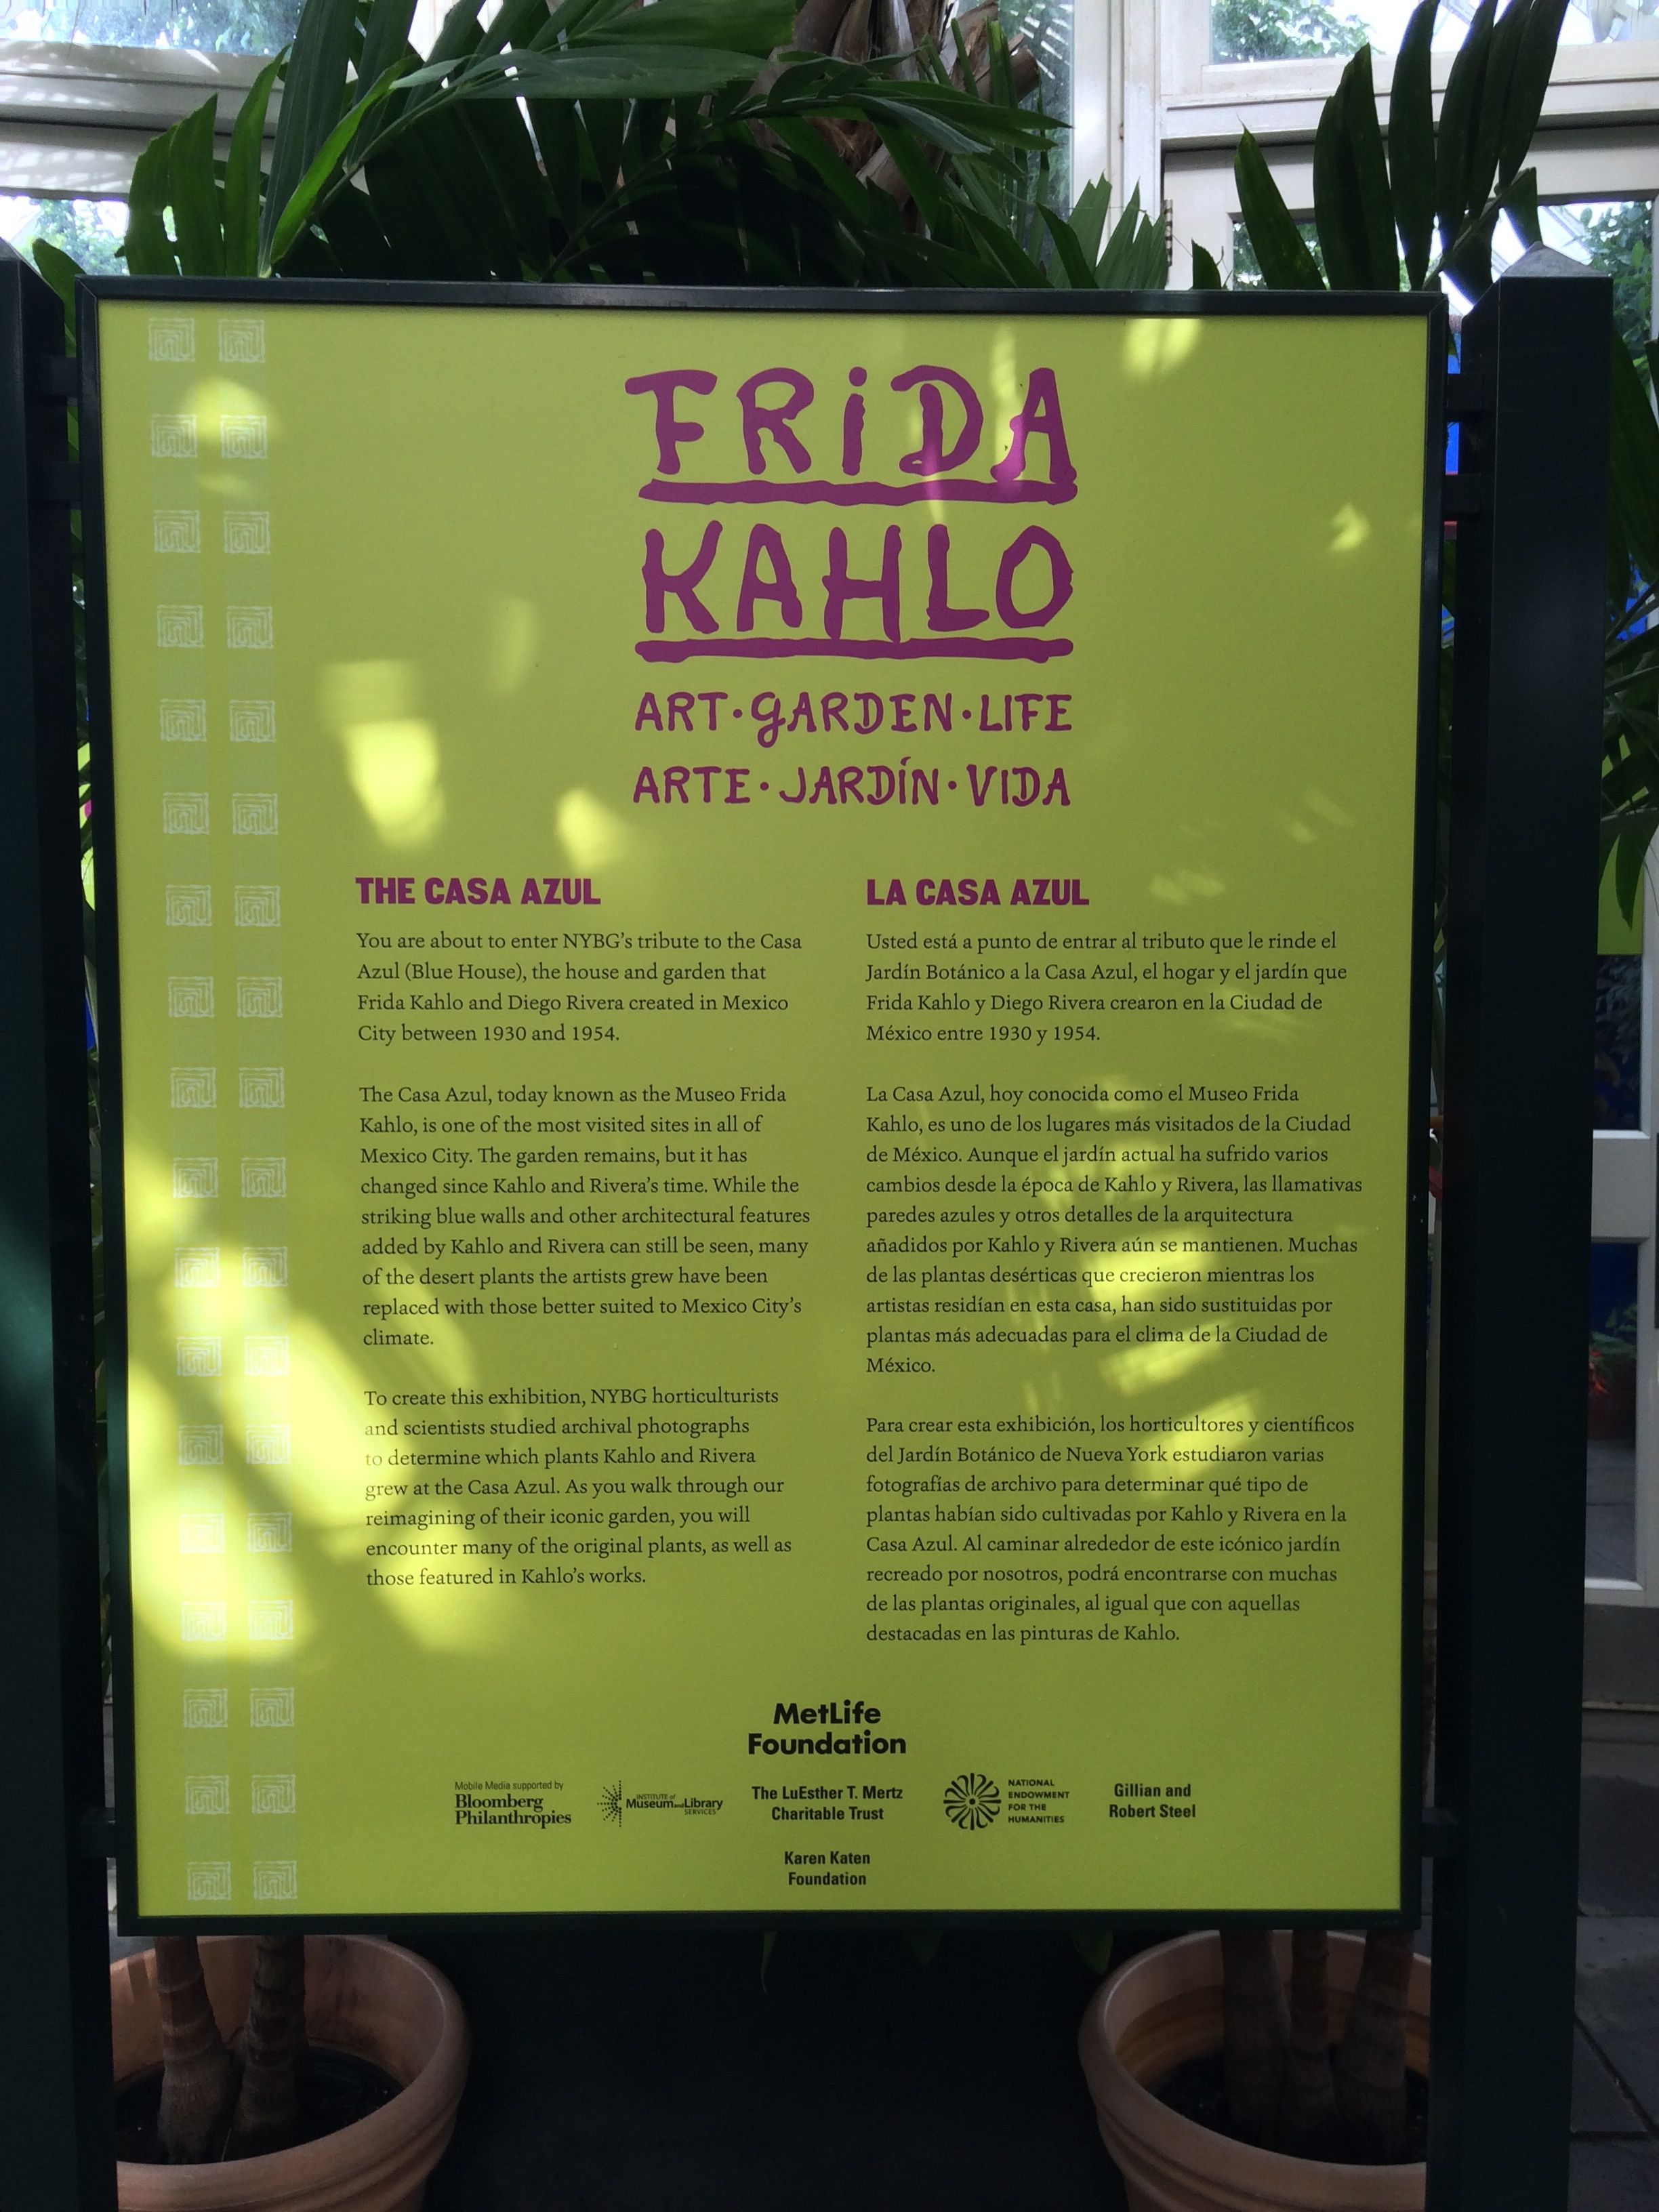 FRiDA
KAHLO
ART·GARDEN·LIFE
ARTE·JARDÍN·VIDA
THE CASA AZUL
You are about to enter NYBG's tribute to the Casa
Azul (Blue House), the house and garden that
Frida Kahlo and Diego Rivera created in Mexico
City between 1930 and 1954.
The Casa Azul, today known as the Museo Frida
Kahlo, is one of the most visited sites in all of
Mexico City. The garden remains, but it has
changed since Kahlo and Rivera's time. While the
striking blue walls and other architectural features
added by Kahlo and Rivera can still be seen, many
of the desert plants the artists grew have been
replaced with those better suited to Mexico City's
climate.
To create this exhibition, NYBG horticulturists
and scientists studied archival photographs
to determine which plants Kahlo and Rivera
grew at the Casa Azul. As you walk through our
reimagining of their iconic garden, you will
encounter many of the original plants, as well as
those featured in Kahlo's works.
LA CASA AZUL
Usted está a punto de entrar al tributo que le rinde el
Jardín Botánico a la Casa Azul, el hogar y el jardín que
Frida Kahlo y Diego Rivera crearon en la Ciudad de
México entre 1930 y 1954.
La Casa Azul, hoy conocida como el Museo Frida
Kahlo, es uno de los lugares más visitados de la Ciudad
de México. Aunque el jardín actual ha sufrido varios
cambios desde la época de Kahlo y Rivera, las llamativas
paredes azules y otros detalles de la arquitectura
añadidos por Kahlo y Rivera aún se mantienen. Muchas
de las plantas desérticas que crecieron mientras los
artistas residían en esta casa, han sido sustituidas por
plantas más adecuadas para el clima de la Ciudad de
México.
Para crear esta exhibición, los horticultores y científicos
del Jardín Botánico de Nueva York estudiaron varias
fotografías de archivo para determinar qué tipo de
plantas habían sido cultivadas por Kahlo y Rivera en la
Casa Azul. Al caminar alrededor de este icónico jardín
recreado por nosotros, podrá encontrarse con muchas
de las plantas originales, al igual que con aquellas
destacadas en las pinturas de Kahlo.
MetLife
Foundation
Mobile Media supported by
Bloomberg
Philanthropies
INSTITUTE of
Museum and Library
SERVICES
The LuEsther T. Mertz
Charitable Trust
NATIONAL
ENDOWMENT
FOR THE
HUMANITIES
Gillian and
Robert Steel
Karen Katen
Foundation